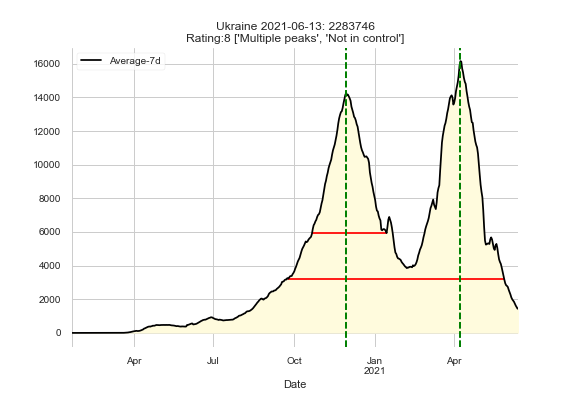 Ukraine 2021-06-13: 2283746
Rating:8 ['Multiple peaks', 'Not in control']
Average-7d
16000
14000
12000
10000
8000
6000
4000
2000
0
Apr
Jul
Oct
Jan
2021
Apr
Date